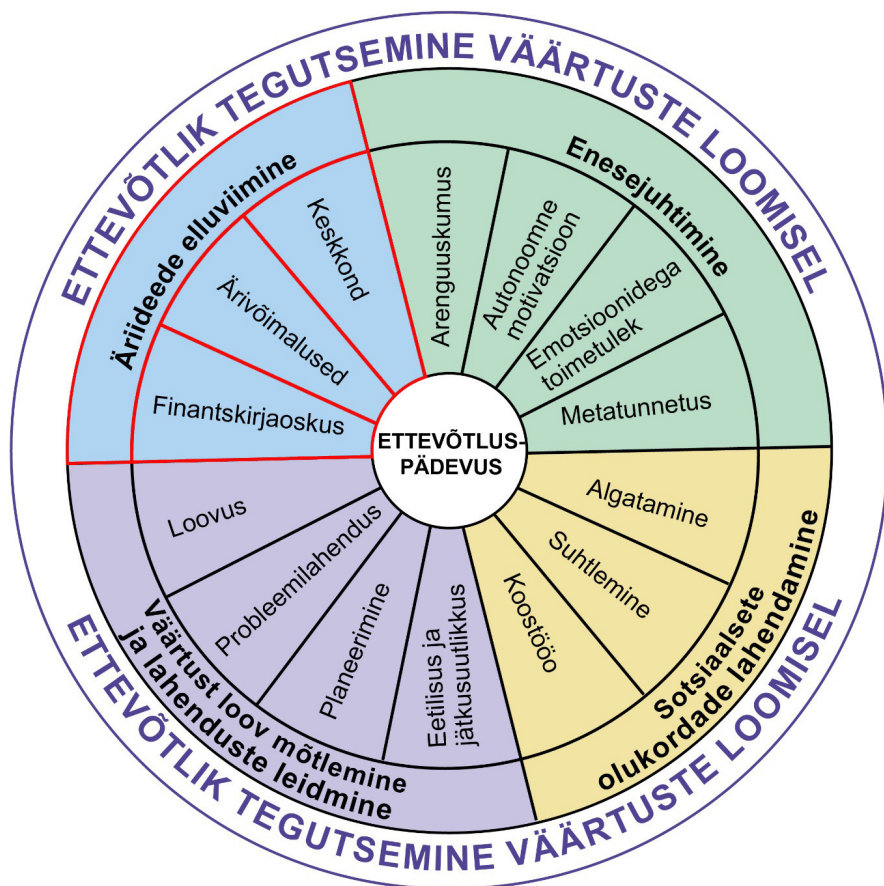 ETTEVÕTLIK TEGUTSEMINE VÄÄRTUSTE LOOMISEL
Enesejuhtimine
Arenguuskumus
Autonoomne
motivatsioon
Emotsioonidega
toimetulek
Metatunnetus
Sotsiaalsete
olukordade lahendamine
Algatamine
Suhtlemine
Koostööo
Väärtust loov mõtlemine
ja lahenduste leidmine
Eetilisus ja
jätkusuutlikkus
Planeerimine
Probleemilahendus
Loovus
Äriideede elluviimine
Finantskirjaoskus
Ärivõimalused
Keskkond
ETTEVÕTLUS-
PÄDEVUS
ETTEVÕTLIK TEGUTSEMINE VÄÄRTUSTE LOOMISEL